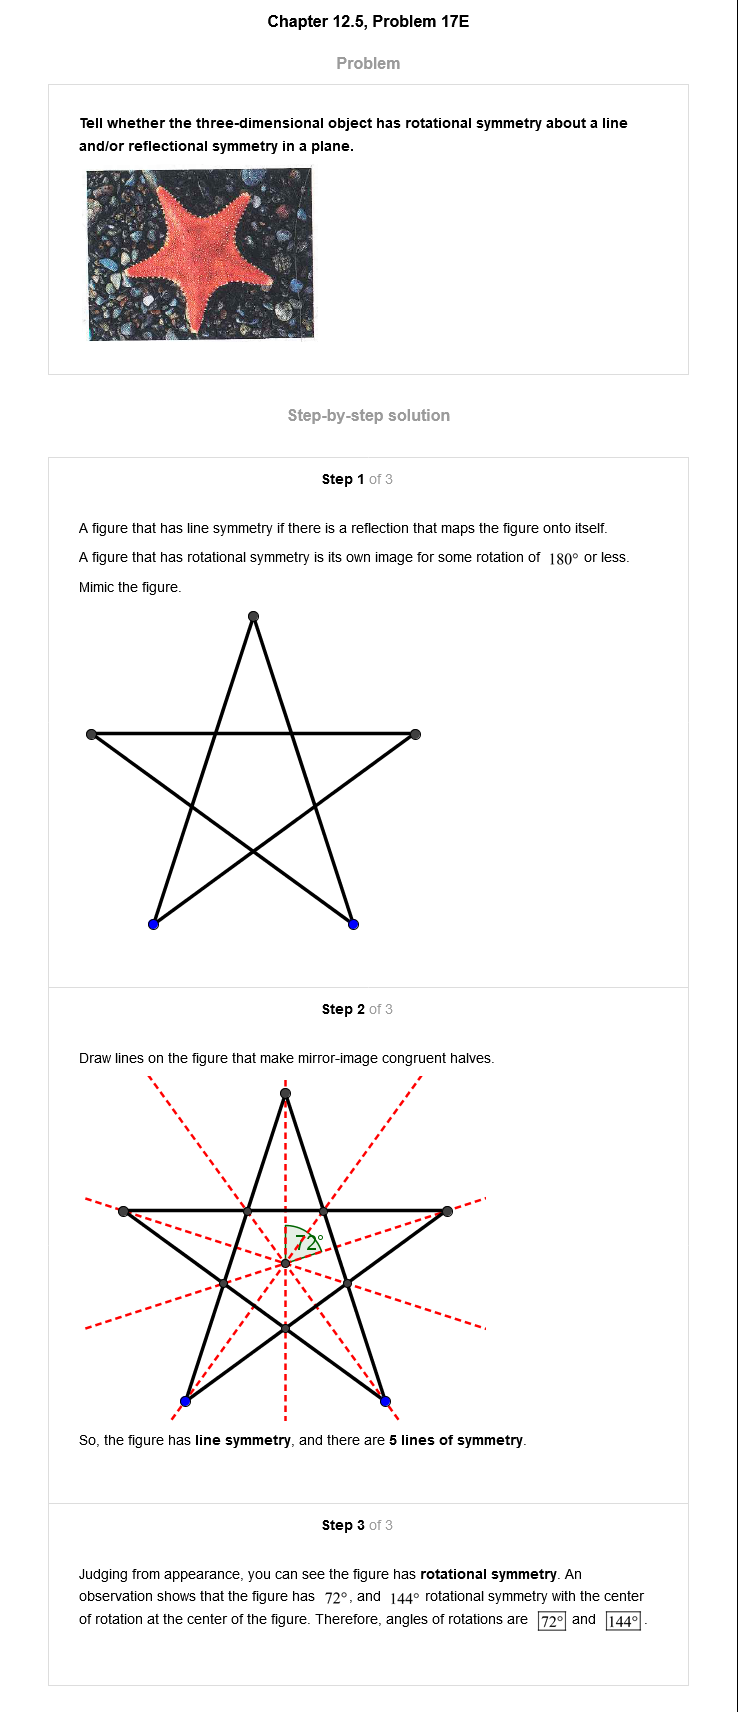 Chapter 12.5, Problem 17E
Problem
Tell whether the three-dimensional object has rotational symmetry about a line
and/or reflectional symmetry in a plane.
Step-by-step solution
Step 1 of 3
A figure that has line symmetry if there is a reflection that maps the figure onto itself.
A figure that has rotational symmetry is its own image for some rotation of 180° or less.
Mimic the figure.
Step 2 of 3
Draw lines on the figure that make mirror-image congruent halves.
72°
So, the figure has line symmetry, and there are 5 lines of symmetry.
Step 3 of 3
Judging from appearance, you can see the figure has rotational symmetry. An
observation shows that the figure has 72°, and 144° rotational symmetry with the center
of rotation at the center of the figure. Therefore, angles of rotations are 72° and 144°.